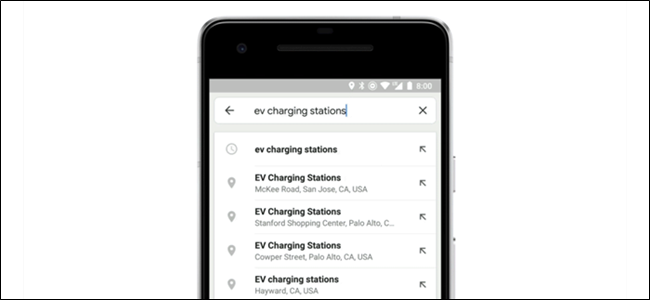 8:00
ev charging stations
ev charging stations
EV Charging Stations
McKee Road, San Jose, CA, USA
EV Charging Stations
Stanford Shopping Center, Palo Alto, C...
EV Charging Stations
Cowper Street, Palo Alto, CA, USA
EV charging stations
Hayward, CA, USA